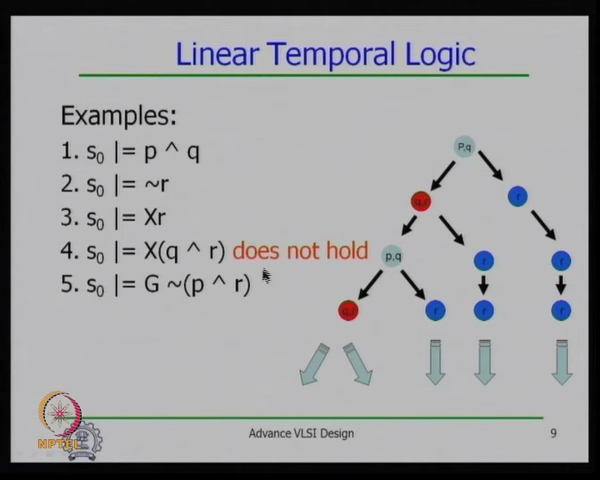 Linear Temporal Logic
Examples:
1. s₀ |= p ^ q
2. s₀ |= ~r
3. s₀ |= Xr
4. s₀ |= X(q ^ r) does not hold
5. s₀ |= G ~(p ^ r)
P,q
q,r
r
p,q
r
r
q,r
r
r
r
NPTEL
Advance VLSI Design
9